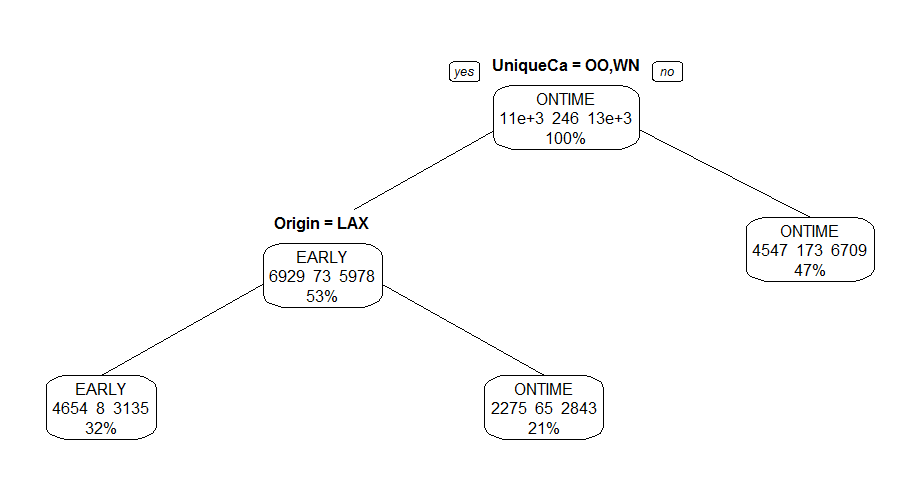 UniqueCa = OO,WN
yes
no
ONTIME
11e+3 246 13e+3
100%
Origin = LAX
EARLY
6929 73 5978
53%
ONTIME
4547 173 6709
47%
EARLY
4654 8 3135
32%
ONTIME
2275 65 2843
21%